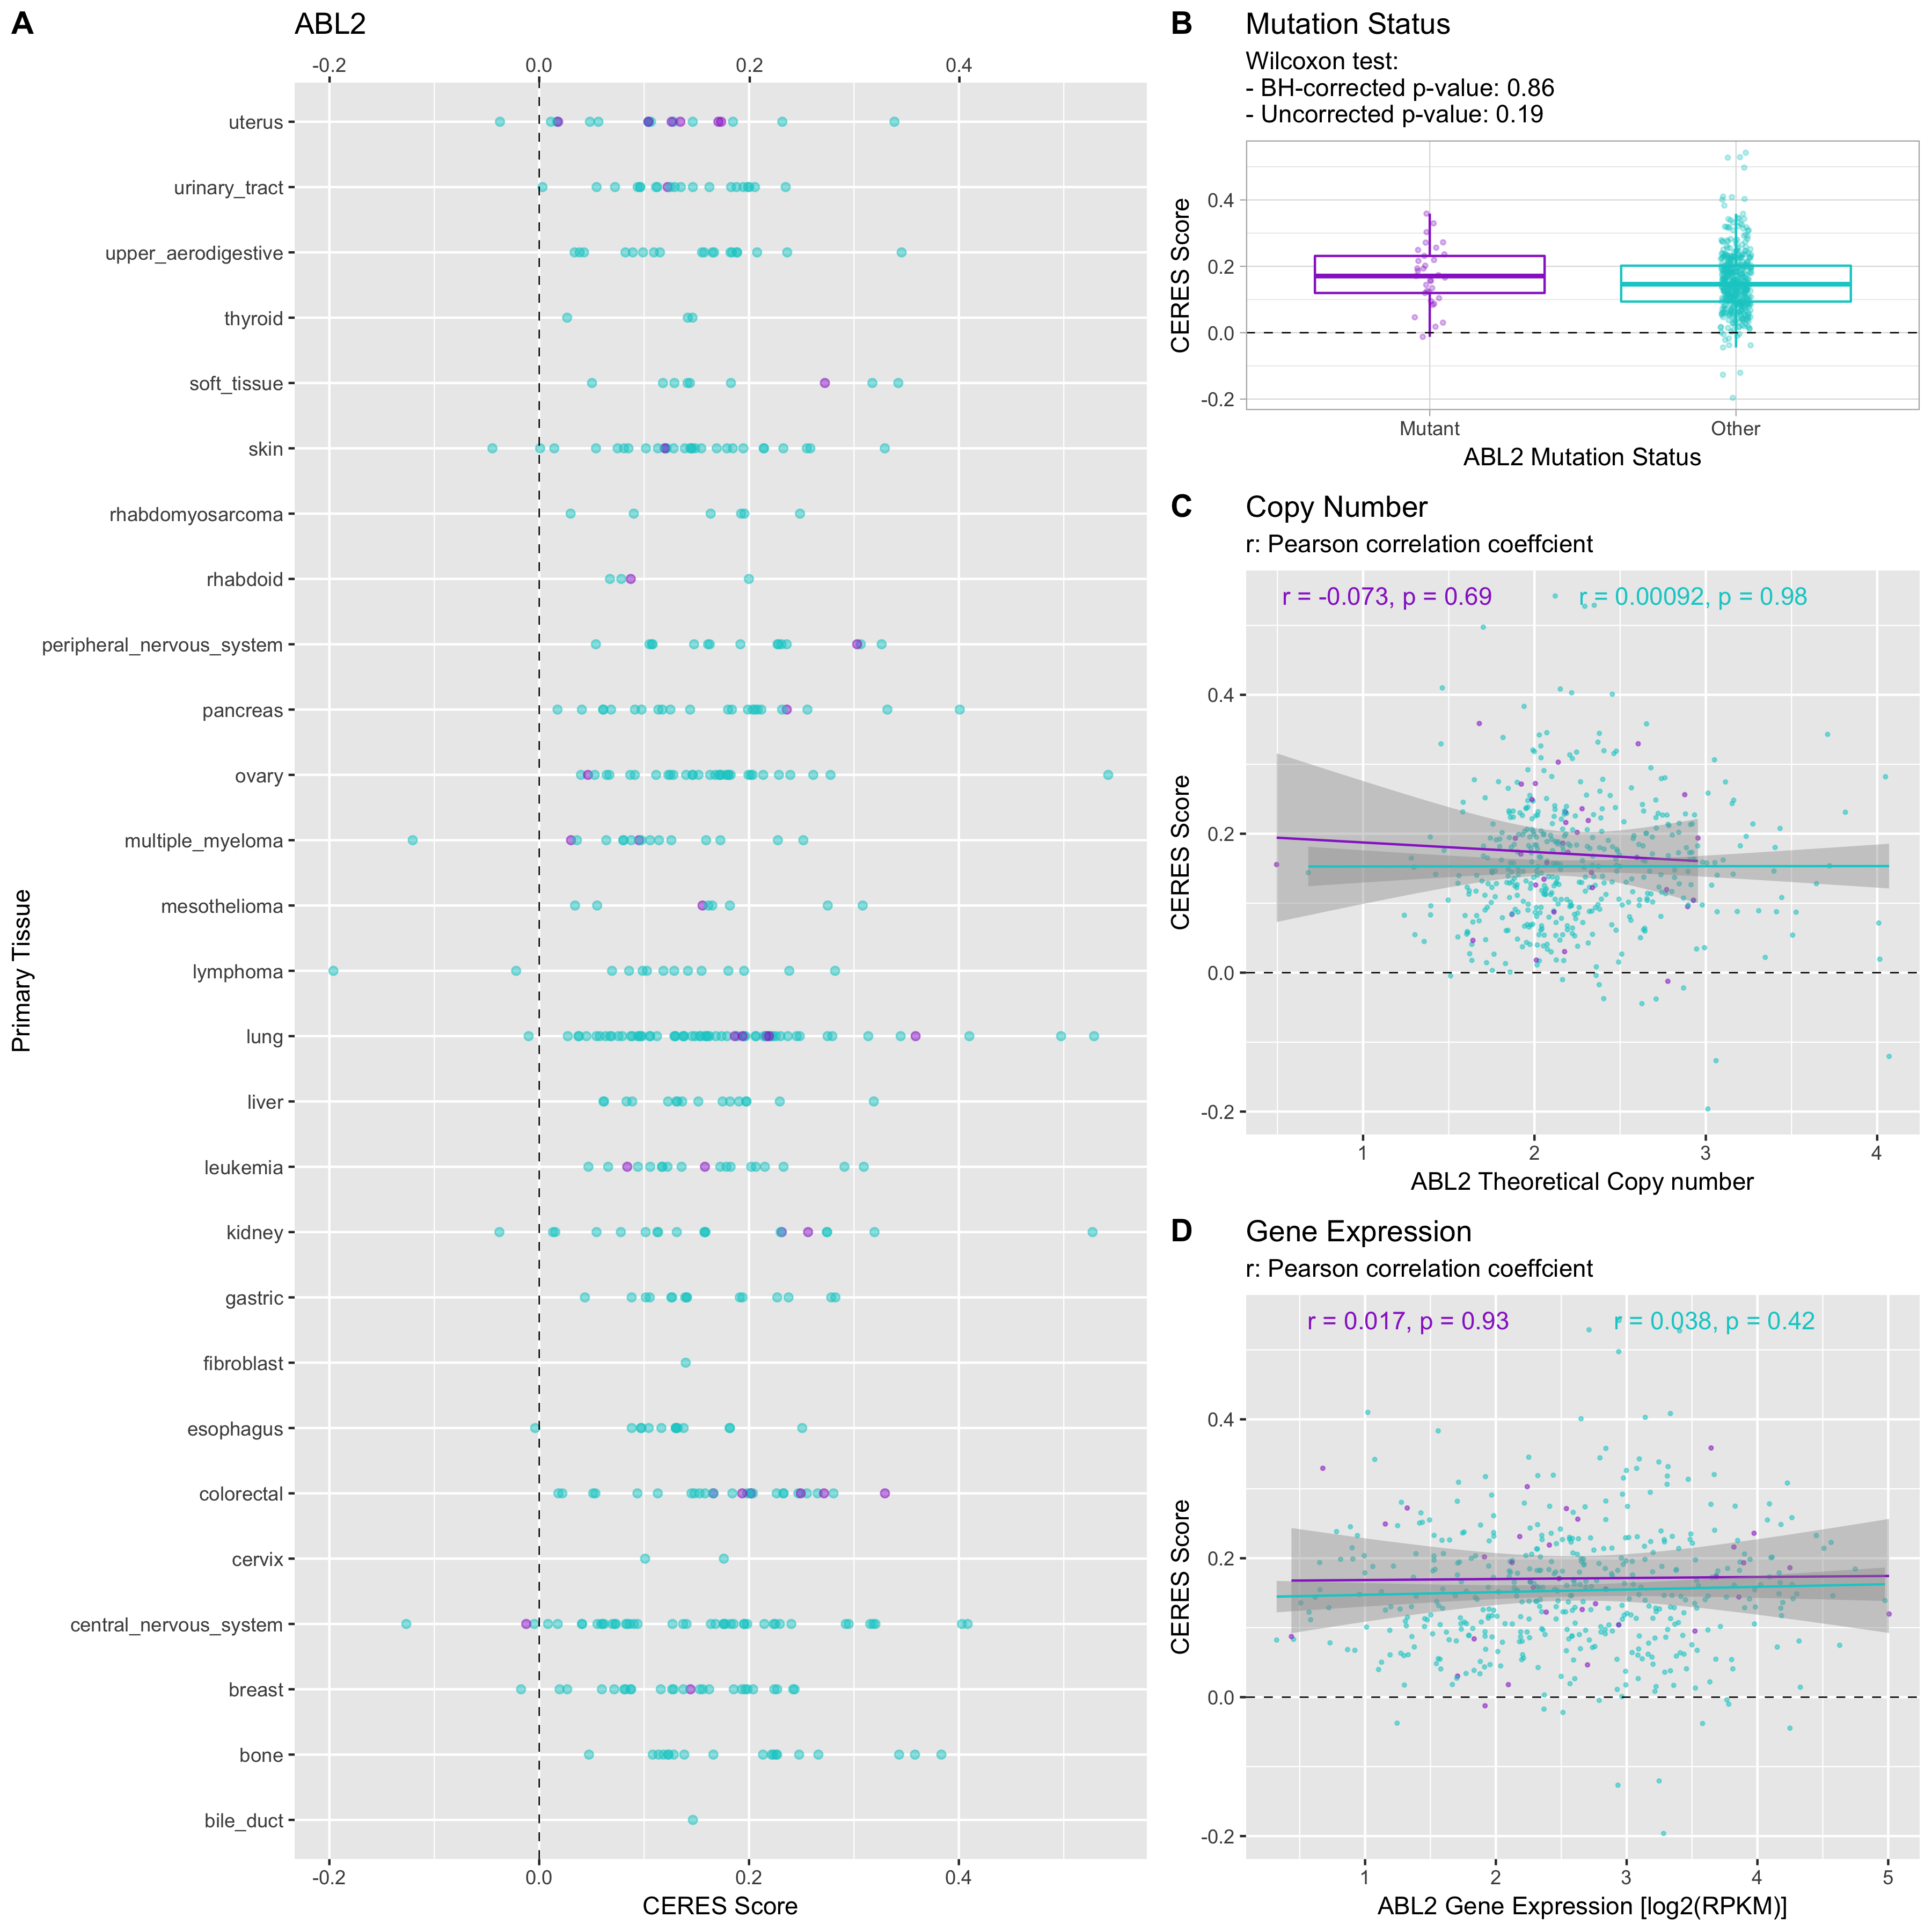 A
ABL2
-0.2 0.0 0.2 0.4
uterus
urinary_tract
upper_aerodigestive
thyroid
soft_tissue
skin
rhabdomyosarcoma
rhabdoid
peripheral_nervous_system
pancreas
ovary
multiple_myeloma
mesothelioma
lymphoma
lung
liver
leukemia
kidney
gastric
fibroblast
esophagus
colorectal
cervix
central_nervous_system
breast
bone
bile_duct
Primary Tissue
-0.2 0.0 0.2 0.4
CERES Score
B
Mutation Status
Wilcoxon test:
- BH-corrected p-value: 0.86
- Uncorrected p-value: 0.19
CERES Score
0.4
0.2
0.0
-0.2
Mutant Other
ABL2 Mutation Status
C
Copy Number
r: Pearson correlation coeffcient
r = -0.073, p = 0.69 r = 0.00092, p = 0.98
CERES Score
0.4
0.2
0.0
-0.2
1 2 3 4
ABL2 Theoretical Copy number
D
Gene Expression
r: Pearson correlation coeffcient
r = 0.017, p = 0.93 r = 0.038, p = 0.42
CERES Score
0.4
0.2
0.0
-0.2
1 2 3 4 5
ABL2 Gene Expression [log2(RPKM)]